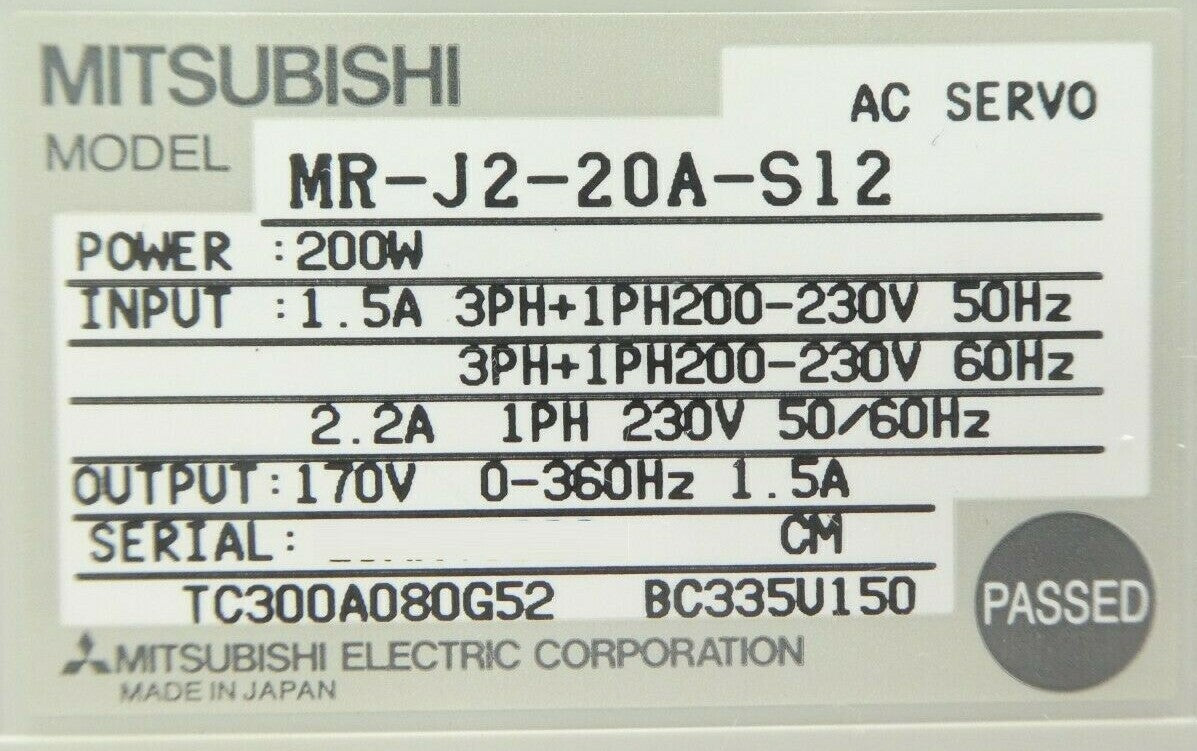 MITSUBISHI
AC SERVO
MODEL MR-J2-20A-S12
POWER :200W
INPUT :1.5A 3PH+1PH200-230V 50Hz
3PH+1PH200-230V 60Hz
2.2A 1PH 230V 50/60Hz
OUTPUT:170V 0-360Hz 1.5A
SERIAL: CM
TC300A080G52 BC335U150
PASSED
MITSUBISHI ELECTRIC CORPORATION
MADE IN JAPAN